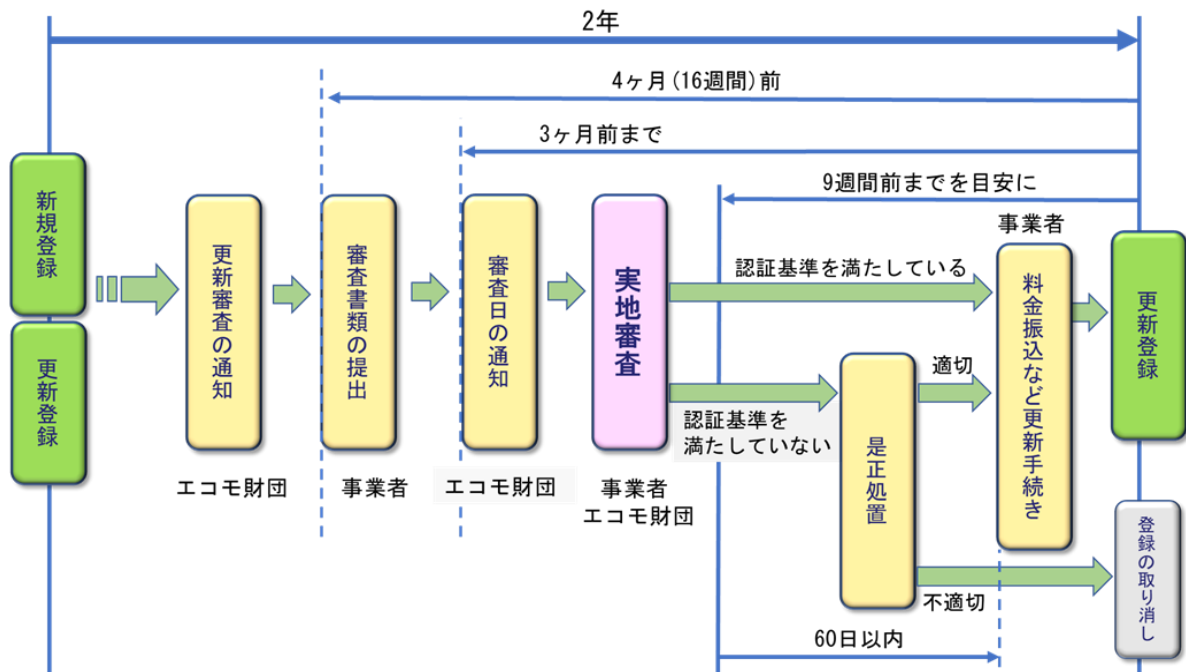 2年
4ヶ月(16週間)前
3ヶ月前まで
9週間前までを目安に
新規登録
更新登録
更新審査の通知
エコモ財団
審査書類の提出
事業者
審査日の通知
エコモ財団
実地審査
事業者
エコモ財団
認証基準を満たしている
認証基準を
満たしていない
是正処置
適切
不適切
事業者
料金振込など更新手続き
更新登録
登録の取り消し
60日以内